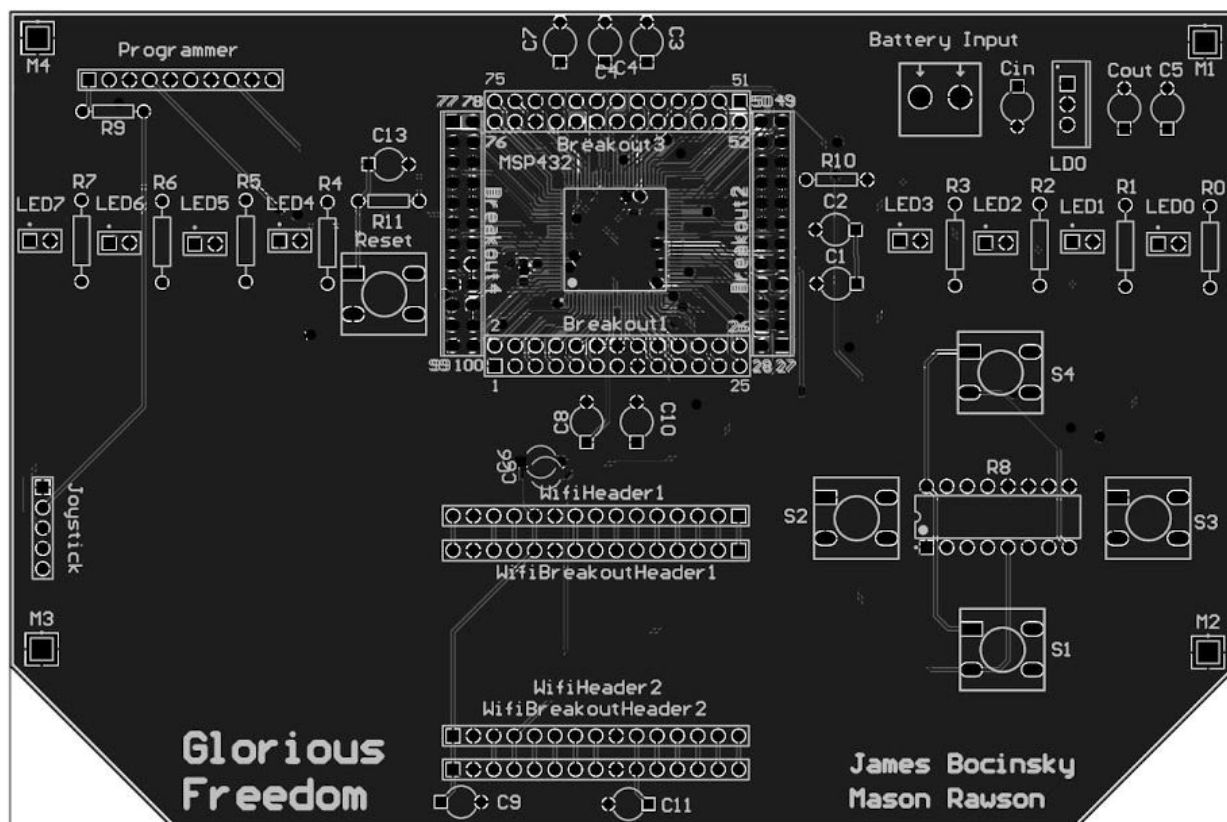 M4
Programmer
C7
C4
C4
C3
Battery Input
Cin
Cout
C5
M1
R9
75
51
77
78
50
49
C13
76
Breakout3
52
MSP432
LDO
R10
R7
R6
R5
R4
LED7
LED6
LED5
LED4
R11
Reset
Breakout4
Breakout2
C2
C1
R3
R2
R1
R0
LED3
LED2
LED1
LED0
2
Breakout1
26
99
100
28
27
1
25
S4
C8
C10
Joystick
WifiHeader1
R8
S2
S3
WifiBreakoutHeader1
M3
M2
S1
WifiHeader2
WifiBreakoutHeader2
Glorious
Freedom
James Bocinsky
Mason Rawson
C9
C11